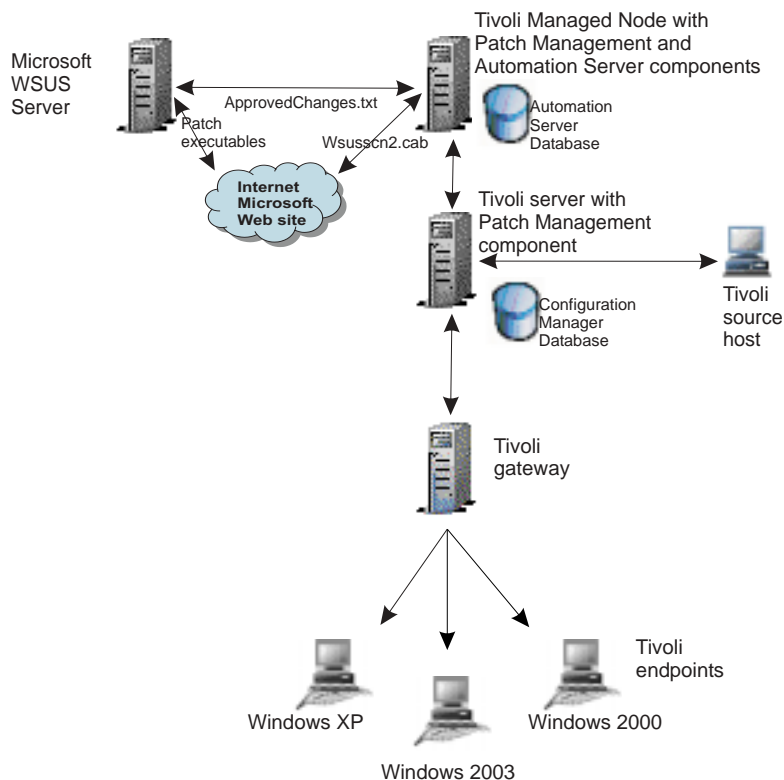 Microsoft
WSUS
Server
Tivoli Managed Node with
Patch Management and
Automation Server components
ApprovedChanges.txt
Patch
executables
Wsusscn2.cab
Automation
Server
Database
Internet
Microsoft
Web site
Tivoli server with
Patch Management
component
Configuration
Manager
Database
Tivoli
source
host
Tivoli
gateway
Tivoli
endpoints
Windows XP
Windows 2000
Windows 2003